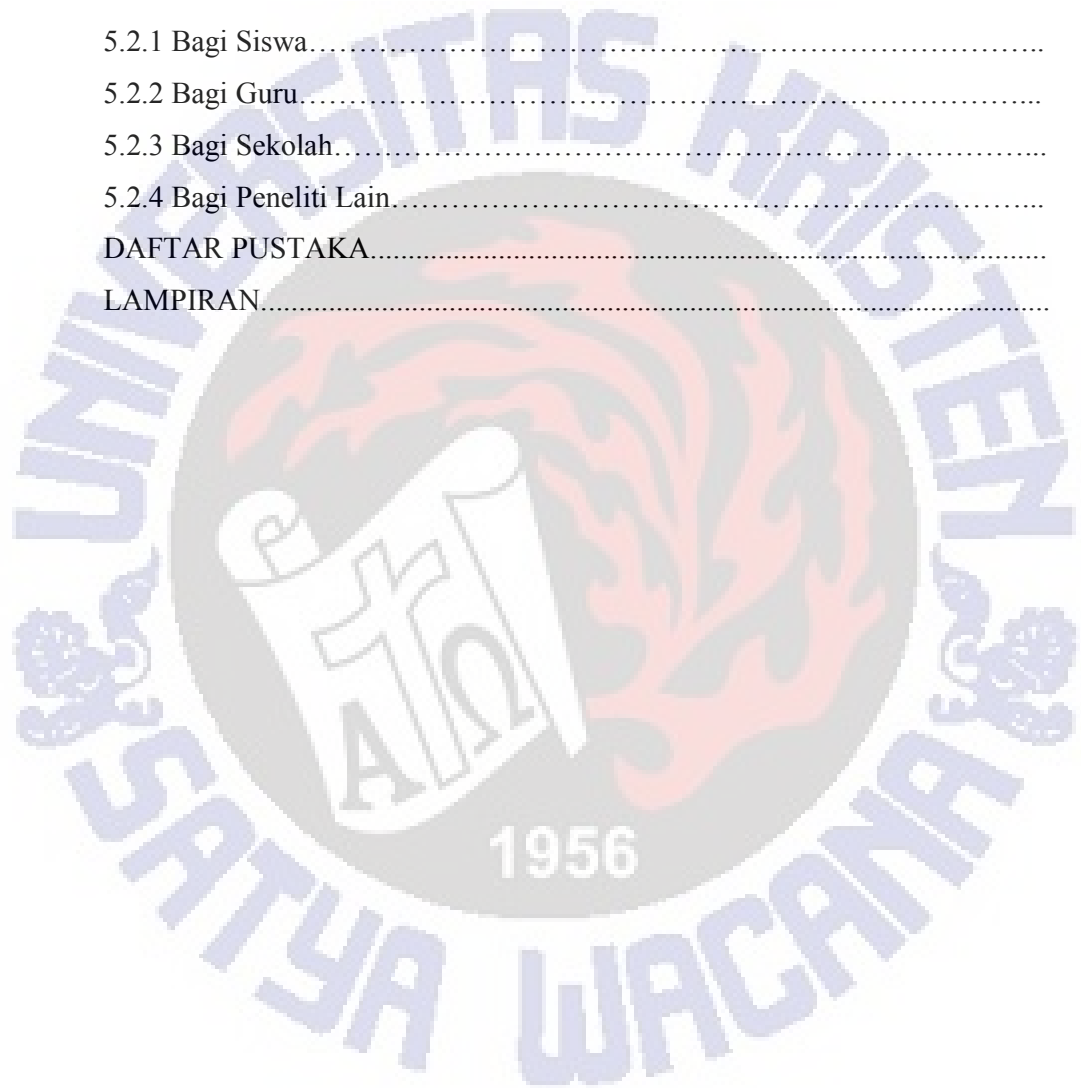 5.2.1 Bagi Siswa……………………………………………………………………..
5.2.2 Bagi Guru……………………………………………………………………...
5.2.3 Bagi Sekolah…………………………………………………………………...
5.2.4 Bagi Peneliti Lain……………………………………………………………...
DAFTAR PUSTAKA..........................................................................................
LAMPIRAN.........................................................................................................
UNIVERSITAS KRISTEN
SATYA WACANA
1956
Α Ω